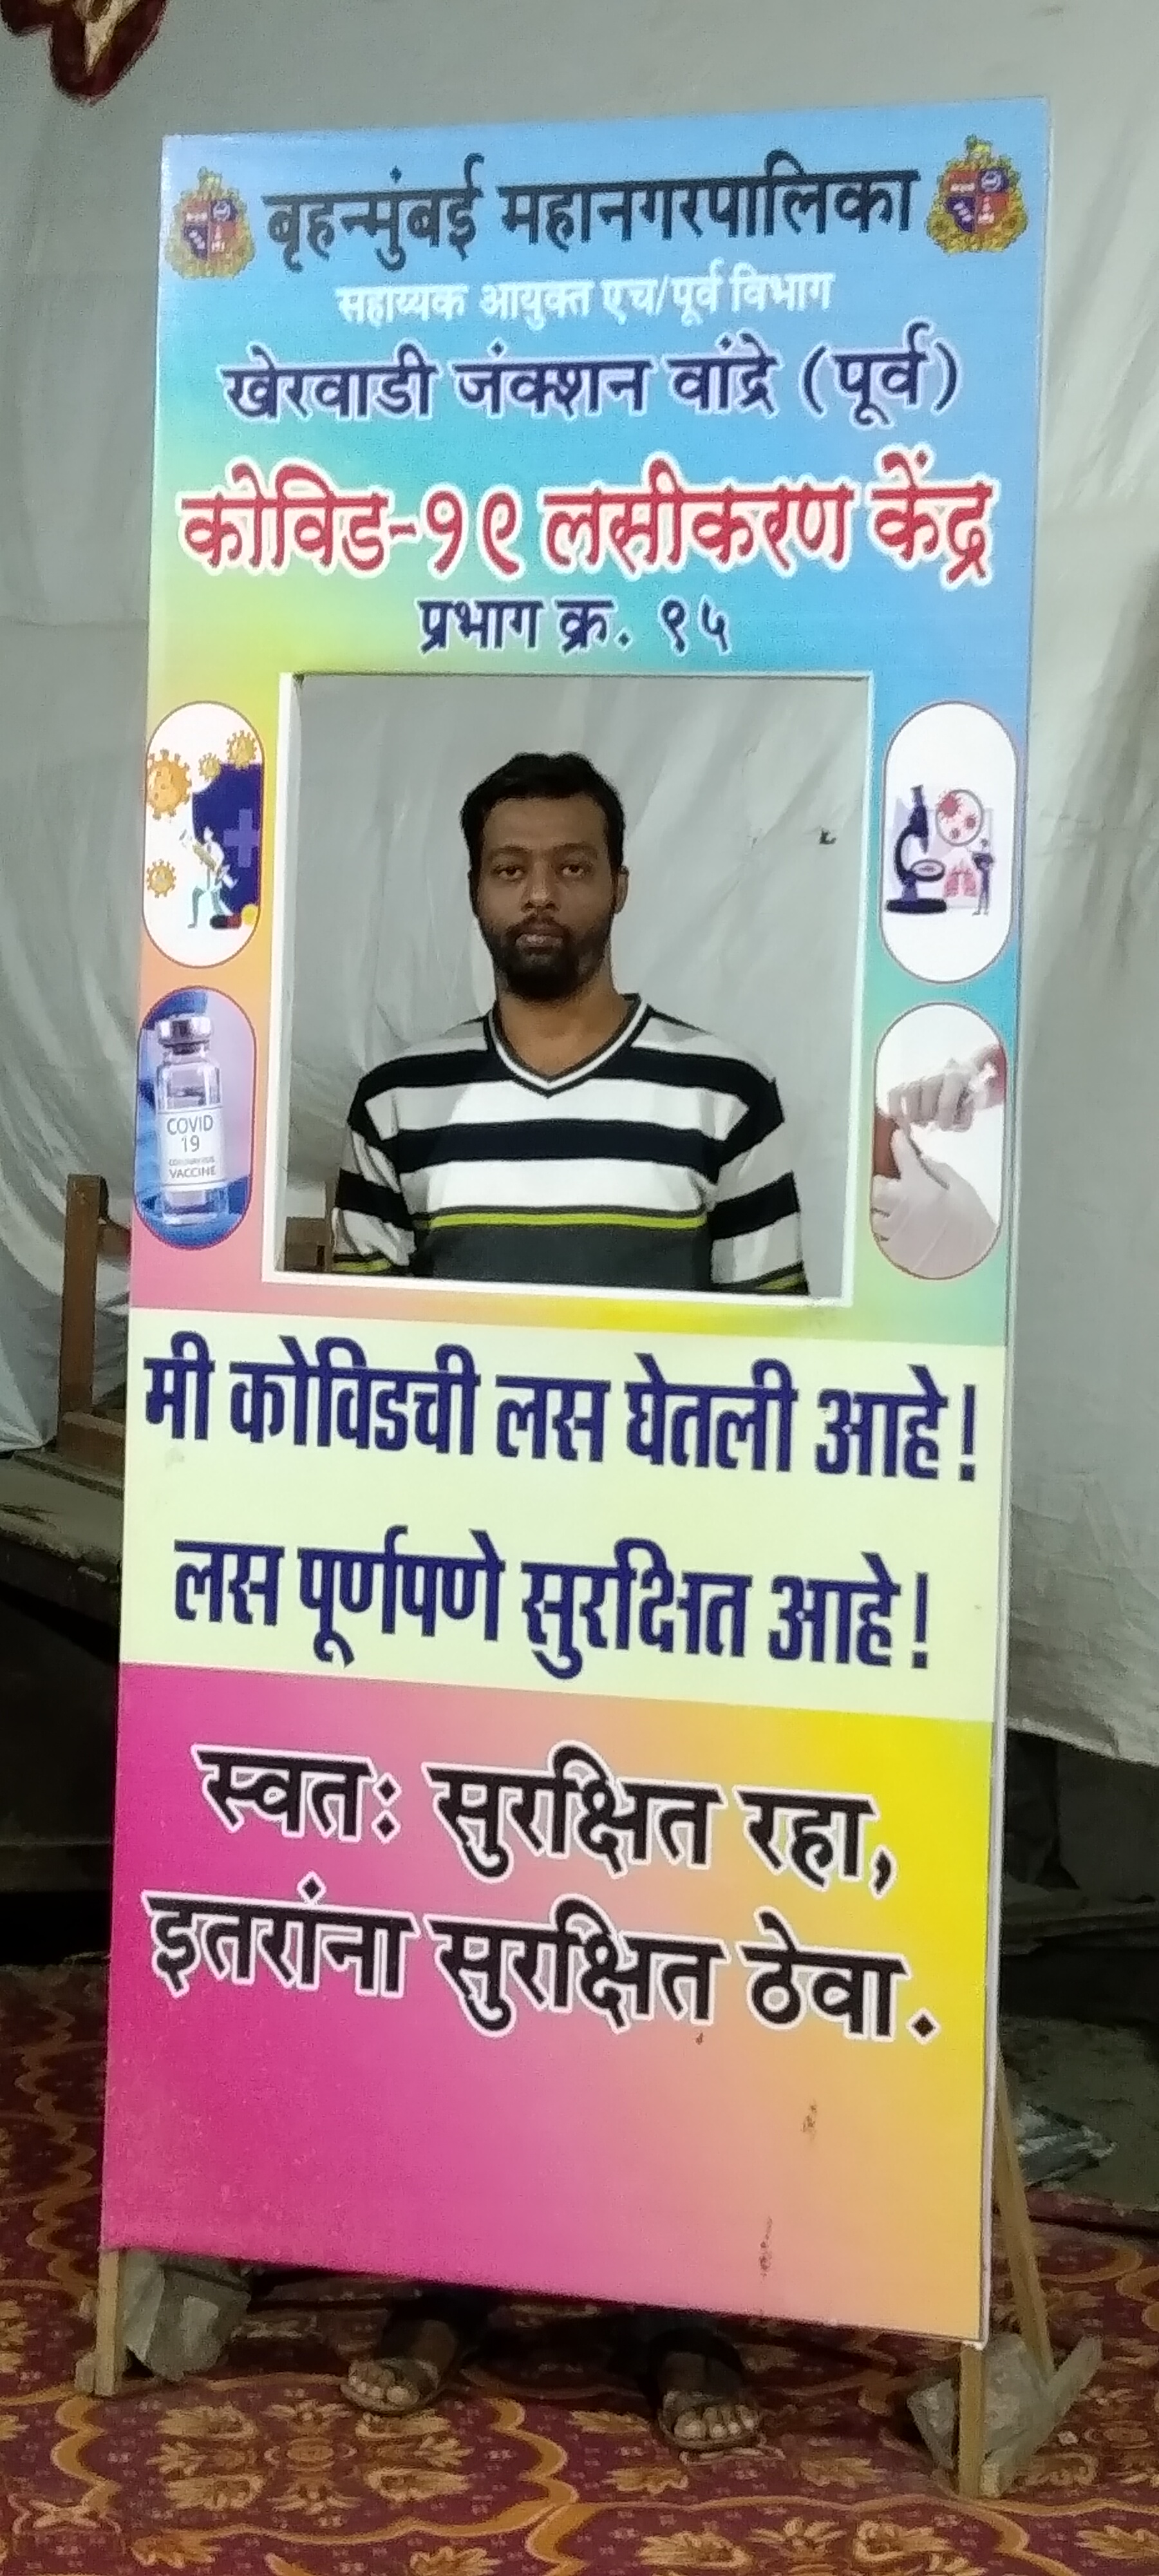 बृहन्मुंबई महानगरपालिका
सहाय्यक आयुक्त एच/पूर्व विभाग
खेरवाडी जंक्शन वांद्रे (पूर्व)
कोविड-१९ लसीकरण केंद्र
प्रभाग क्र. ९५
COVID
19
CORONAVIRUS
VACCINE
मी कोविडची लस घेतली आहे!
लस पूर्णपणे सुरक्षित आहे!
स्वतः सुरक्षित रहा,
इतरांना सुरक्षित ठेवा.